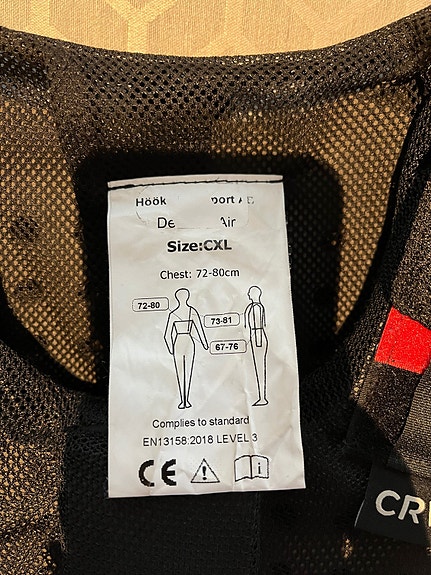 Höök port A
De Air
Size:CXL
Chest: 72-80cm
72-80
73-81
67-76
Complies to standard
EN13158:2018 LEVEL 3
CE
i
CR